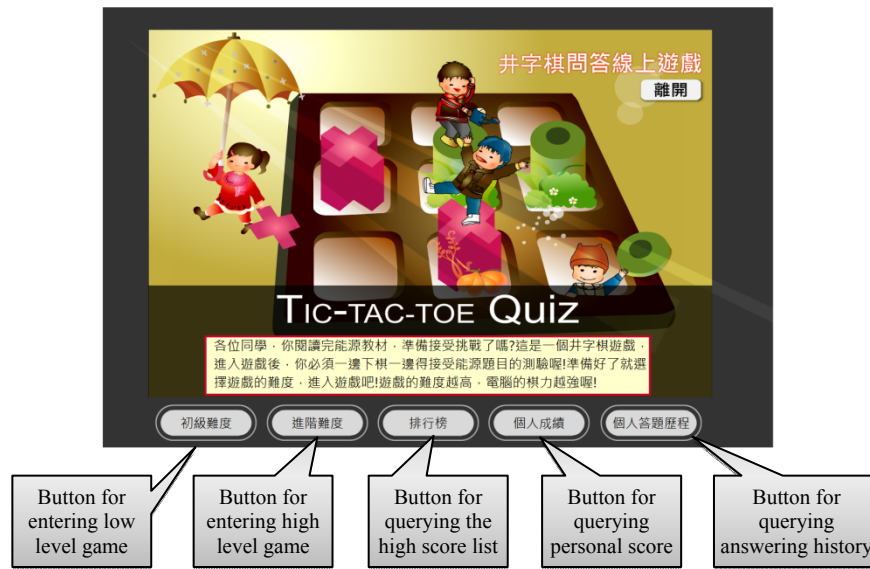 井字棋問答線上遊戲
離開
TIC-TAC-TOE Quiz
各位同學，你閱讀完能源教材，準備接受挑戰了嗎?這是一個井字棋遊戲，
進入遊戲後，你必須一邊下棋一邊得接受能源題目的測驗喔!準備好了就選
擇遊戲的難度，進入遊戲吧!遊戲的難度越高，電腦的棋力越強喔!
初級難度
進階難度
排行榜
個人成績
個人答題歷程
Button for
entering low
level game
Button for
entering high
level game
Button for
querying the
high score list
Button for
querying
personal score
Button for
querying
answering history